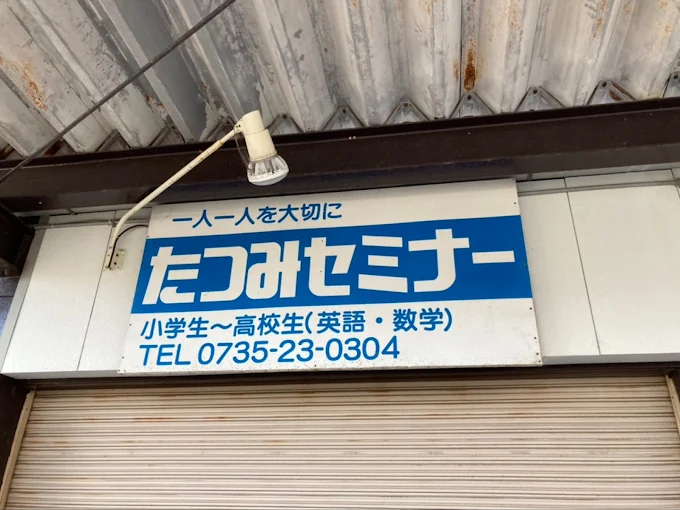 一人一人を大切に
たつみセミナー
小学生～高校生(英語・数学)
TEL 0735-23-0304